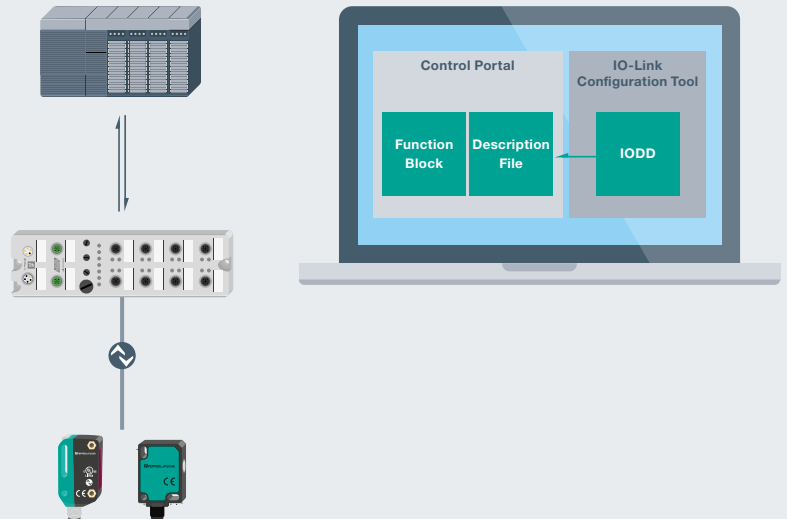 Control Portal
IO-Link
Configuration Tool
Function
Block
Description
File
IODD